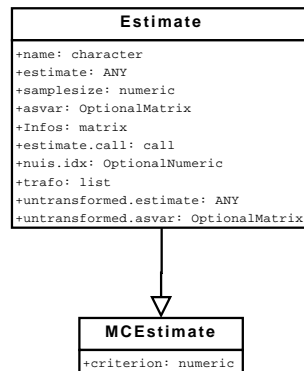 Estimate
+name: character
+estimate: ANY
+samplesize: numeric
+asvar: OptionalMatrix
+Infos: matrix
+estimate.call: call
+nuis.idx: OptionalNumeric
+trafo: list
+untransformed.estimate: ANY
+untransformed.asvar: OptionalMatrix
MCEstimate
+criterion: numeric